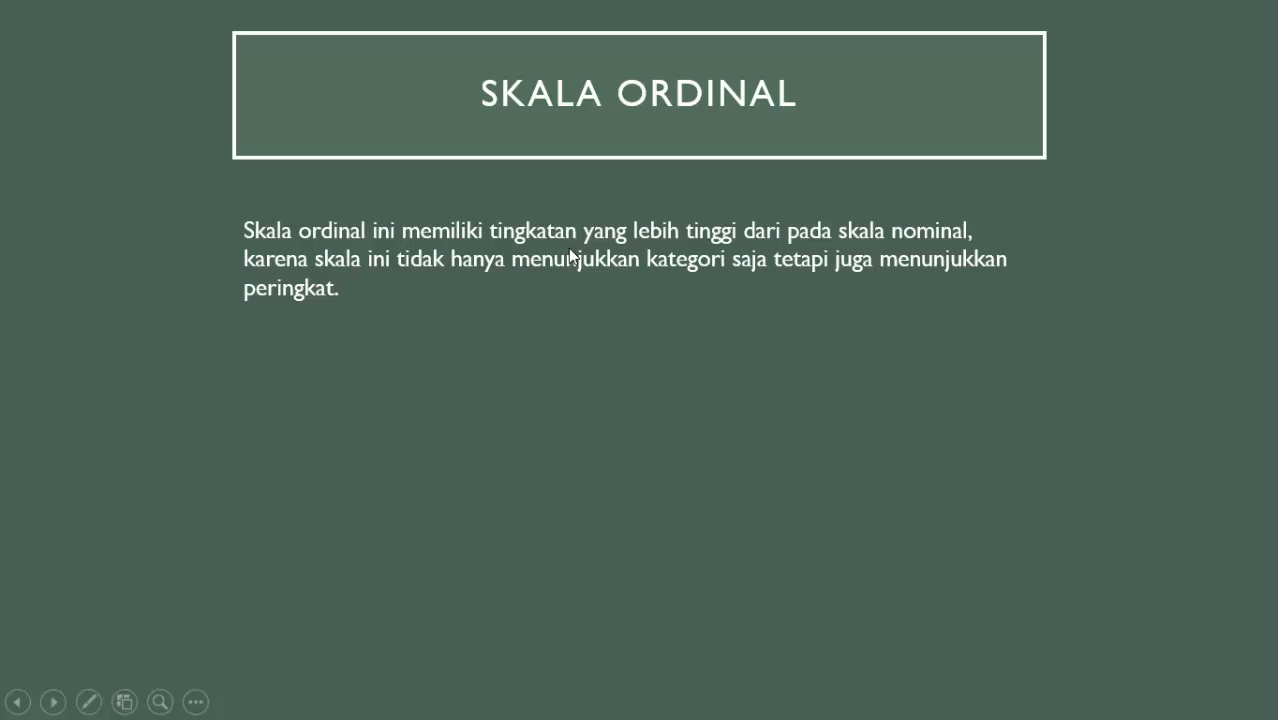 SKALA ORDINAL
Skala ordinal ini memiliki tingkatan yang lebih tinggi dari pada skala nominal,
karena skala ini tidak hanya menunjukkan kategori saja tetapi juga menunjukkan
peringkat.